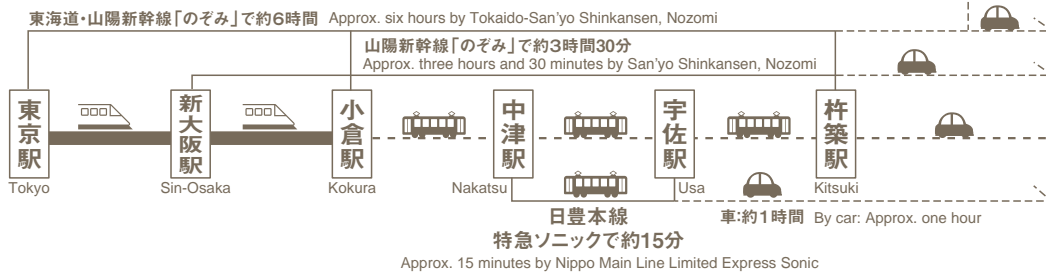 東海道・山陽新幹線「のぞみ」で約6時間 Approx. six hours by Tokaido-San'yo Shinkansen, Nozomi
山陽新幹線「のぞみ」で約3時間30分
Approx. three hours and 30 minutes by San'yo Shinkansen, Nozomi
東京駅
Tokyo
新大阪駅
Sin-Osaka
小倉駅
Kokura
中津駅
Nakatsu
宇佐駅
Usa
杵築駅
Kitsuki
日豊本線
特急ソニックで約15分
Approx. 15 minutes by Nippo Main Line Limited Express Sonic
車:約1時間 By car: Approx. one hour